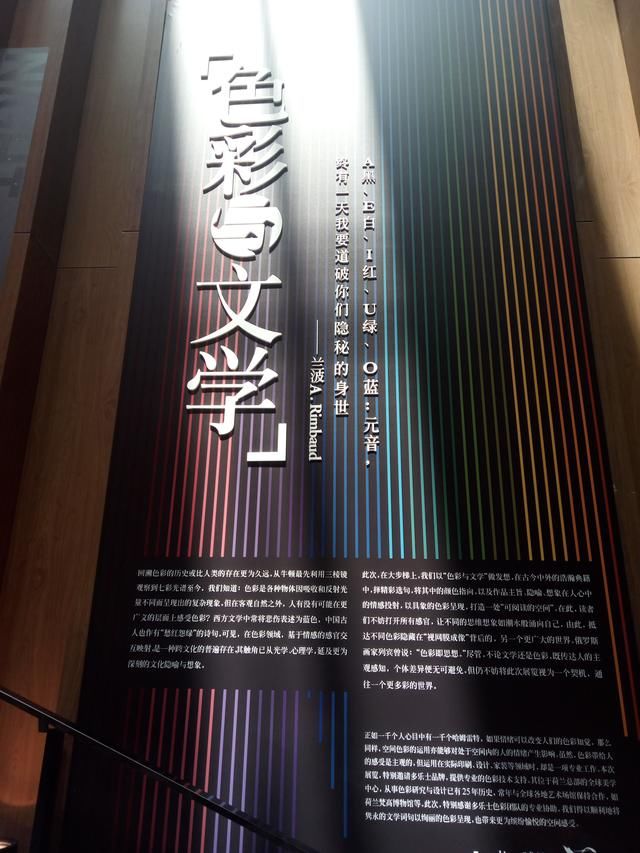 「色彩与文学」
A黑、E白、I红、U绿、O蓝：元音，
终有一天我要道破你们隐秘的身世
——兰波A. Rimbaud
回溯色彩的历史或比人类的存在更为久远，从牛顿最先利用三棱镜
观察到七彩光谱至今，我们知道：色彩是各种物体因吸收和反射光
量不同而呈现出的复杂现象。但在客观自然之外，人有没有可能在更
广义的层面上感受色彩？西方文学中常将悲伤表述为蓝色，中国古
人也作有“愁红怨绿”的诗句，可见，在色彩领域，基于情感的感官交
互映射，是一种跨文化的普遍存在，其触角已从光学、心理学，延及更为
深刻的文化隐喻与想象。
此次，在大步梯上，我们以“色彩与文学”做发想，在古今中外的浩瀚典籍
中，择精彩选句，将其中的颜色指向，以及作品主旨、隐喻、想象在人心中
的情感投射，以具象的色彩呈现，打造一处“可阅读的空间”，在此，读者
们不妨打开所有感官，让不同的思维想象如潮水般涌向自己，由此，抵
达不同色彩隐藏在“视网膜成像”背后的，另一个更广大的世界。俄罗斯
画家列宾曾说：“色彩即思想。”尽管，不论文学还是色彩，既传达人的主
观感知，个体差异便无可避免，但仍不妨将此次展览视为一个契机，通
往一个更多彩的世界。
正如一千个人心目中有一千个哈姆雷特，如果情绪可以改变人们的色彩知觉，那么
同样，空间色彩的运用亦能够对处于空间内的人的情绪产生影响。虽然，色彩带给人
的感受是主观的，但运用在实际印刷、设计、家装等领域时，却是一项专业工作。本次
展览，特别邀请多乐士品牌，提供专业的色彩技术支持。其位于荷兰总部的全球美学
中心，从事色彩研究与设计已有25年历史，常年与全球各地艺术场馆保持合作，如
荷兰梵高博物馆等。此次，特别感谢多乐士色彩团队的专业协助，我们得以顺利地将
隽永的文学词句以绚丽的色彩呈现，也带来更为缤纷愉悦的空间感受。